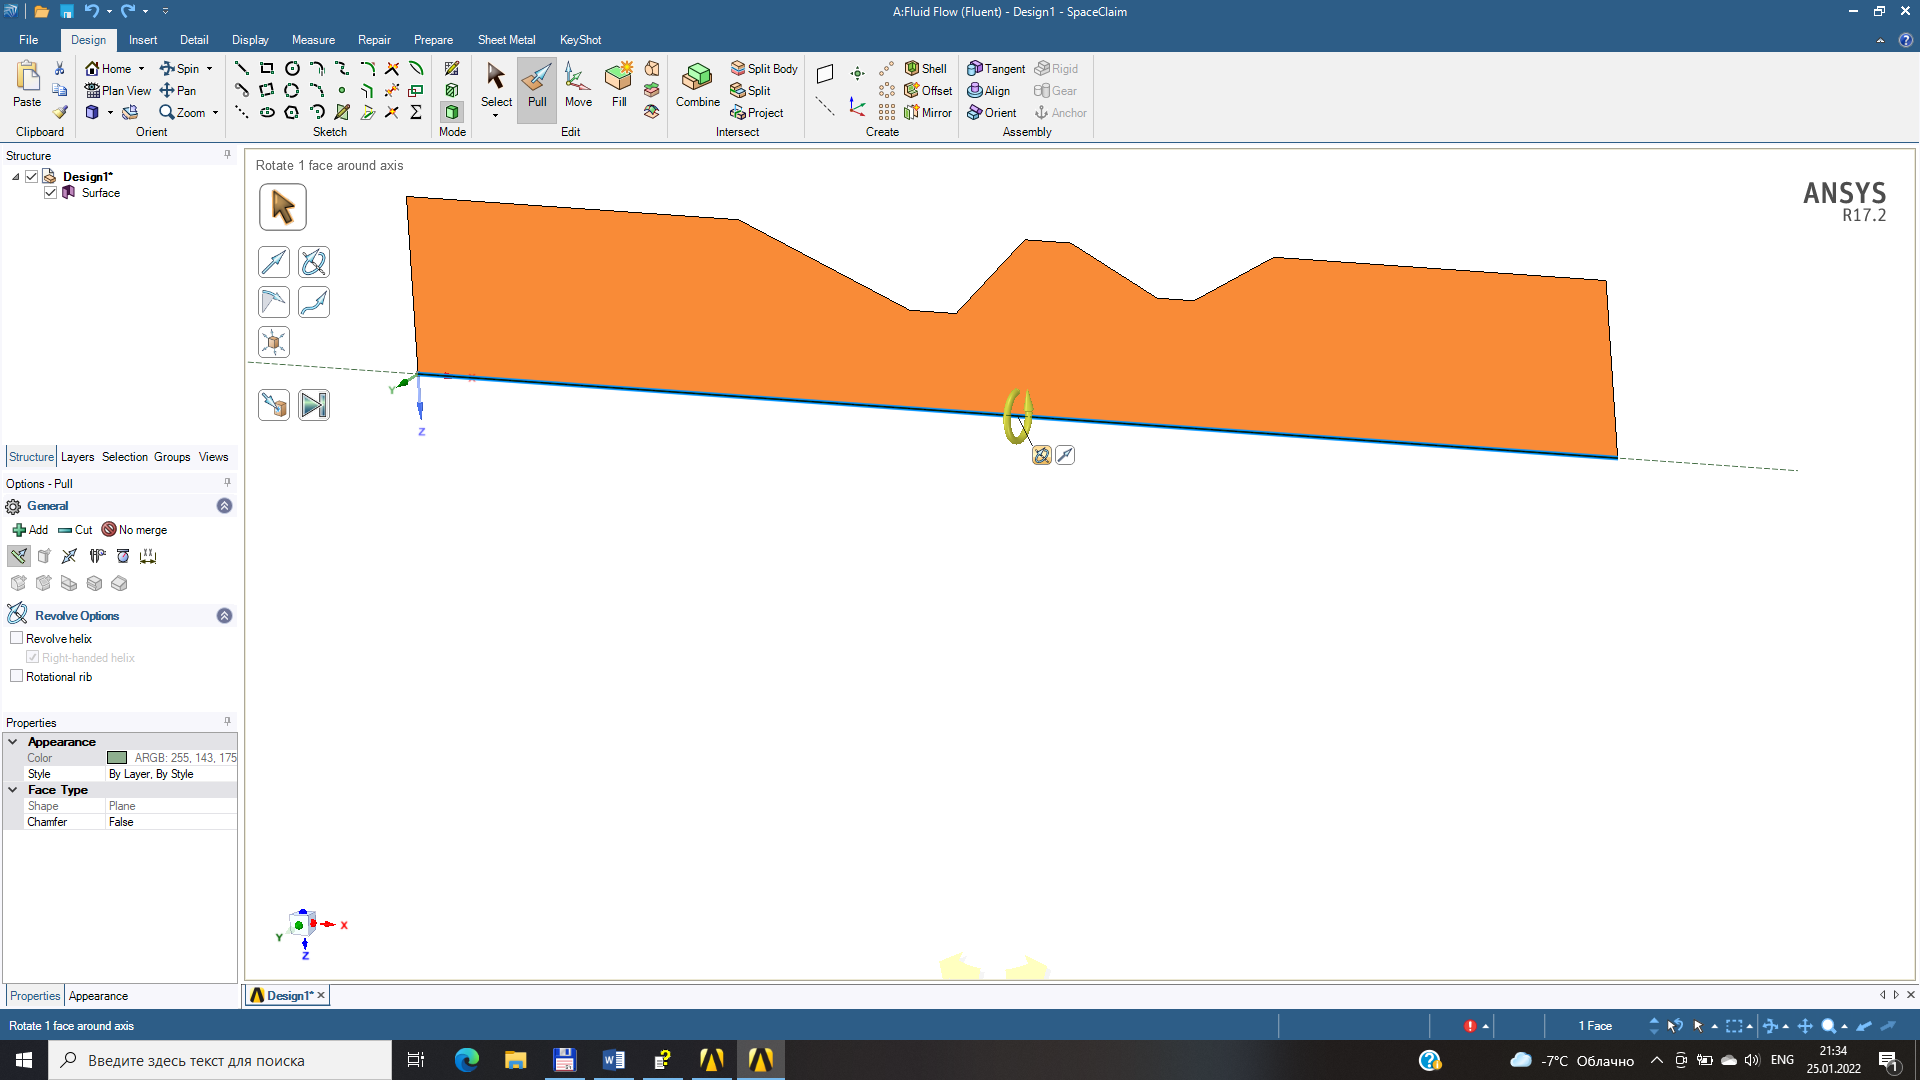 A:Fluid Flow (Fluent) - Design1 - SpaceClaim
File Design Insert Detail Display Measure Repair Prepare Sheet Metal KeyShot
Paste
Clipboard
Home Spin
Plan View Pan
Zoom
Orient
Sketch
Mode
Select Pull Move Fill
Edit
Combine
Split Body
Split
Project
Intersect
Shell
Offset
Mirror
Create
Tangent Rigid
Align Gear
Orient Anchor
Assembly
Structure
Design1*
Surface
Structure Layers Selection Groups Views
Options - Pull
General
Add Cut No merge
Revolve Options
Revolve helix
Right-handed helix
Rotational rib
Properties
Appearance
Color ARGB: 255, 143, 175
Style By Layer, By Style
Face Type
Shape Plane
Chamfer False
Properties Appearance
Rotate 1 face around axis
ANSYS
R17.2
X
Y
Z
X
Y
Z
Design1*
Rotate 1 face around axis
1 Face
Введите здесь текст для поиска
-7°C Облачно
ENG
21:34
25.01.2022
1